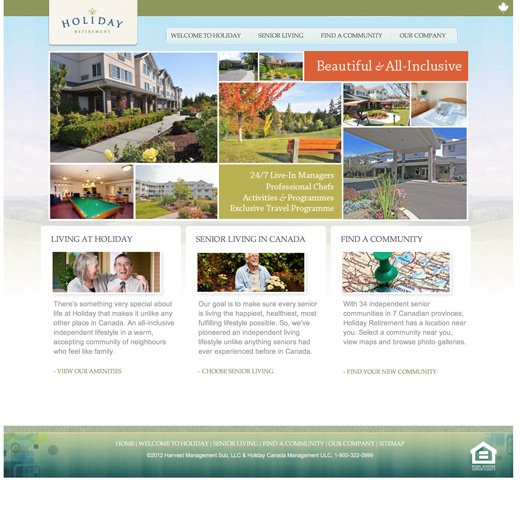 HOLIDAY
RETIREMENT
WELCOME TO HOLIDAY SENIOR LIVING FIND A COMMUNITY OUR COMPANY
Beautiful & All-Inclusive
24/7 Live-In Managers
Professional Chefs
Activities & Programmes
Exclusive Travel Programme
LIVING AT HOLIDAY
There's something very special about
life at Holiday that makes it unlike any
other place in Canada. An all-inclusive
independent lifestyle in a warm,
accepting community of neighbours
who feel like family.
- VIEW OUR AMENITIES
SENIOR LIVING IN CANADA
Our goal is to make sure every senior
is living the happiest, healthiest, most
fulfilling lifestyle possible. So, we've
pioneered an independent living
lifestyle unlike anything seniors had
ever experienced before in Canada.
- CHOOSE SENIOR LIVING
FIND A COMMUNITY
With 34 independent senior
communities in 7 Canadian provinces,
Holiday Retirement has a location near
you. Select a community near you,
view maps and browse photo galleries.
- FIND YOUR NEW COMMUNITY
HOME | WELCOME TO HOLIDAY | SENIOR LIVING | FIND A COMMUNITY | OUR COMPANY | SITEMAP
©2012 Harvest Management Sub, LLC & Holiday Canada Management ULC, 1-800-322-0999
EQUAL HOUSING
OPPORTUNITY